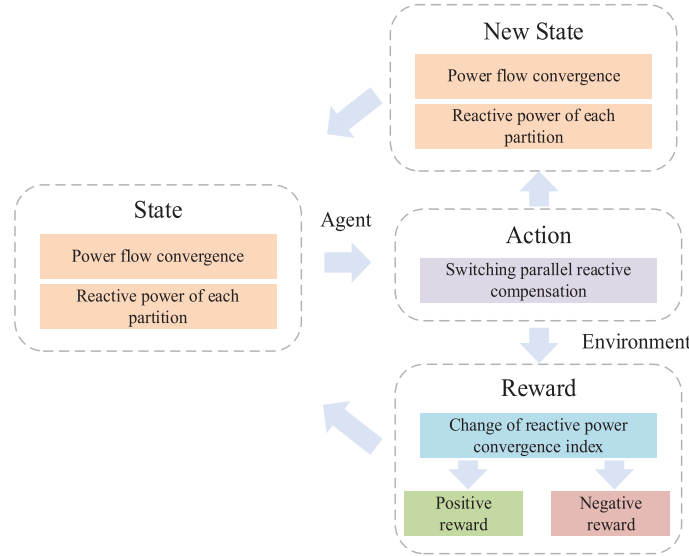 New State
Power flow convergence
Reactive power of each
partition
State
Power flow convergence
Reactive power of each
partition
Agent
Action
Switching parallel reactive
compensation
Environment
Reward
Change of reactive power
convergence index
Positive
reward
Negative
reward